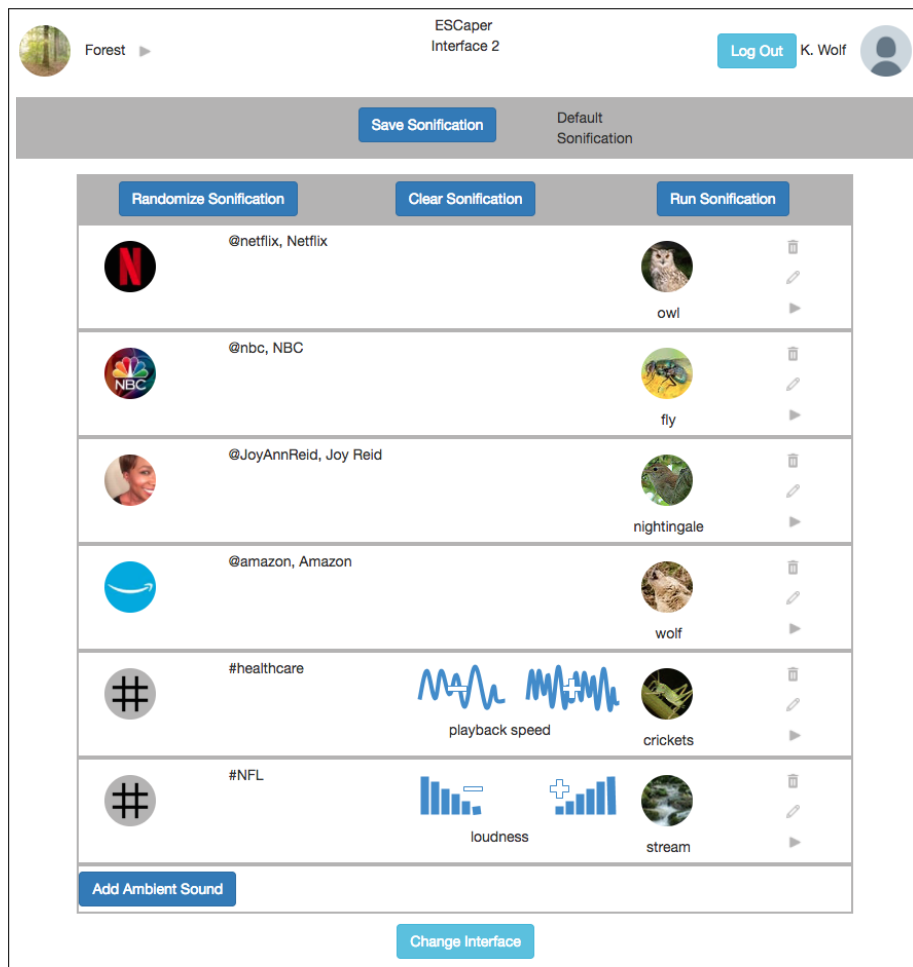 ESCaper
Interface 2
Forest
Log Out
K. Wolf
Save Sonification
Default
Sonification
Randomize Sonification
Clear Sonification
Run Sonification
N
@netflix, Netflix
owl
NBC
@nbc, NBC
fly
@JoyAnnReid, Joy Reid
nightingale
@amazon, Amazon
wolf
#
#healthcare
playback speed
crickets
#
#NFL
loudness
stream
Add Ambient Sound
Change Interface